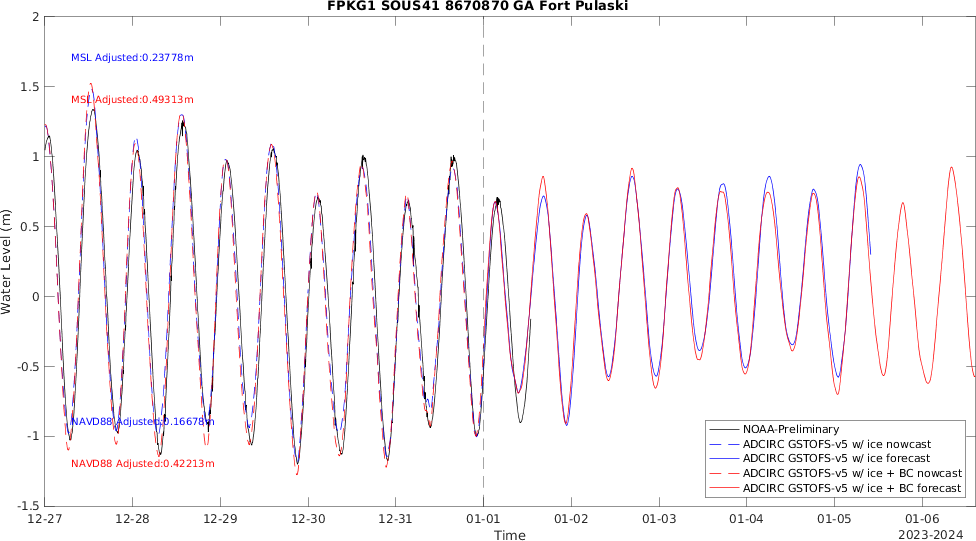 FPKG1 SOUS41 8670870 GA Fort Pulaski
2
1.5
1
0.5
0
-0.5
-1
-1.5
Water Level (m)
MSL Adjusted:0.23778m
MSL Adjusted:0.49313m
NAVD88 Adjusted:0.16678m
NAVD88 Adjusted:0.42213m
NOAA-Preliminary
ADCIRC GSTOFS-v5 w/ ice nowcast
ADCIRC GSTOFS-v5 w/ ice forecast
ADCIRC GSTOFS-v5 w/ ice + BC nowcast
ADCIRC GSTOFS-v5 w/ ice + BC forecast
12-27 12-28 12-29 12-30 12-31 01-01 01-02 01-03 01-04 01-05 01-06
Time
2023-2024